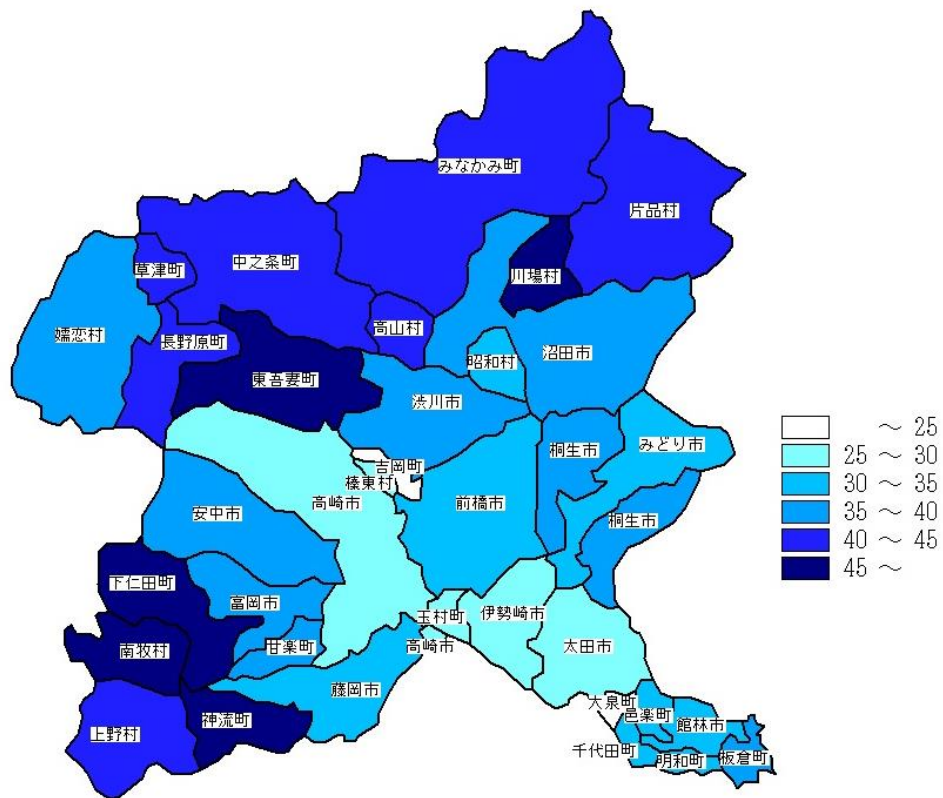 みなかみ町
片品村
草津町
中之条町
川場村
嬬恋村
長野原町
高山村
昭和村
沼田市
東吾妻町
渋川市
みどり市
桐生市
吉岡町
榛東村
高崎市
前橋市
安中市
桐生市
下仁田町
富岡市
玉村町
伊勢崎市
南牧村
甘楽町
高崎市
太田市
藤岡市
大泉町
邑楽町
館林市
上野村
神流町
千代田町
明和町
板倉町
～ 25
25 ～ 30
30 ～ 35
35 ～ 40
40 ～ 45
45 ～